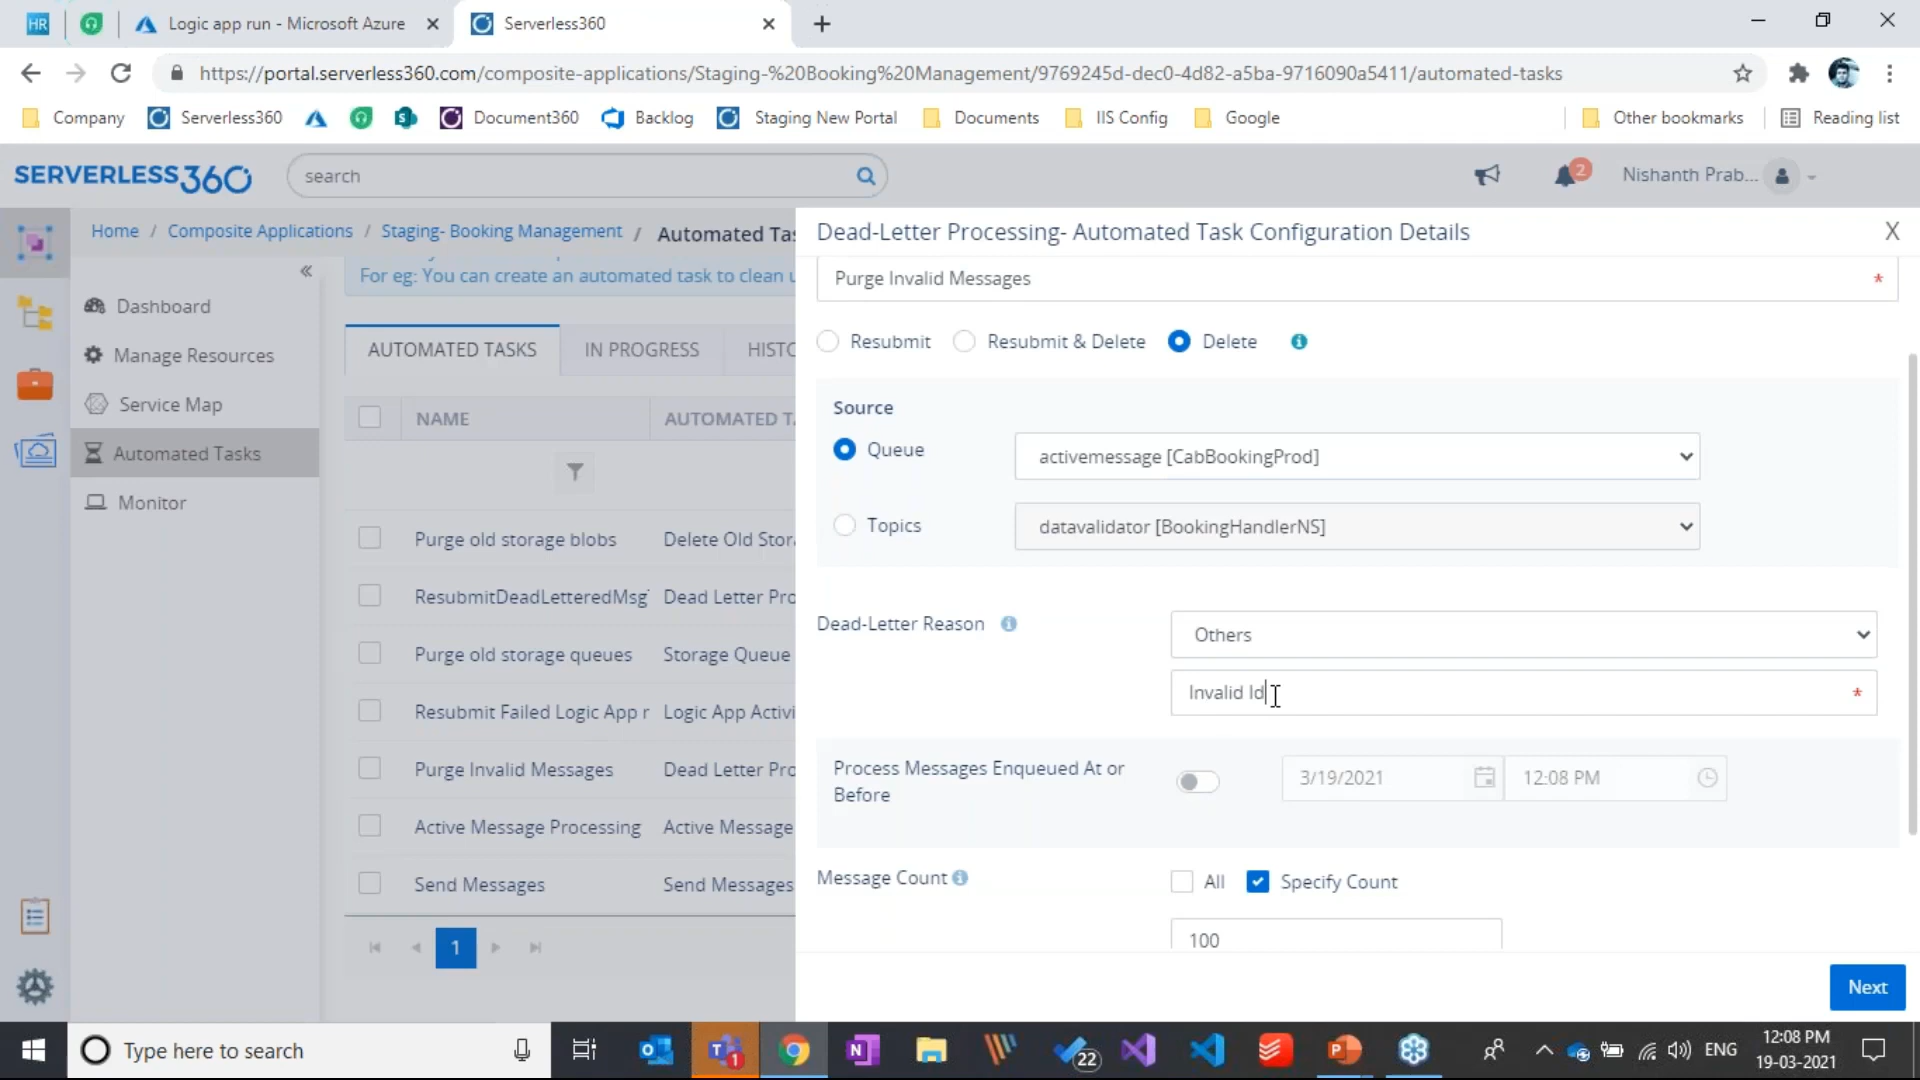 HR
Logic app run - Microsoft Azure
Serverless360
https://portal.serverless360.com/composite-applications/Staging-%20Booking%20Management/9769245d-dec0-4d82-a5ba-9716090a5411/automated-tasks
Company
Serverless360
Document360
Backlog
Staging New Portal
Documents
IIS Config
Google
Other bookmarks
Reading list
SERVERLESS360
search
2
Nishanth Prab...
Home / Composite Applications / Staging- Booking Management / Automated Ta
For eg: You can create an automated task to clean
Dashboard
Manage Resources
Service Map
Automated Tasks
Monitor
AUTOMATED TASKS
IN PROGRESS
HISTO
NAME
AUTOMATED T
Purge old storage blobs
Delete Old Stor
ResubmitDeadLetteredMsg
Dead Letter Pro
Purge old storage queues
Storage Queue
Resubmit Failed Logic App r
Logic App Activi
Purge Invalid Messages
Dead Letter Pro
Active Message Processing
Active Message
Send Messages
Send Messages
1
Dead-Letter Processing- Automated Task Configuration Details
X
Purge Invalid Messages *
Resubmit
Resubmit & Delete
Delete
Source
Queue
activemessage [CabBookingProd]
Topics
datavalidator [BookingHandlerNS]
Dead-Letter Reason
Others
Invalid Id *
Process Messages Enqueued At or
Before
3/19/2021
12:08 PM
Message Count
All
Specify Count
100
Next
Type here to search
1
22
ENG
12:08 PM
19-03-2021